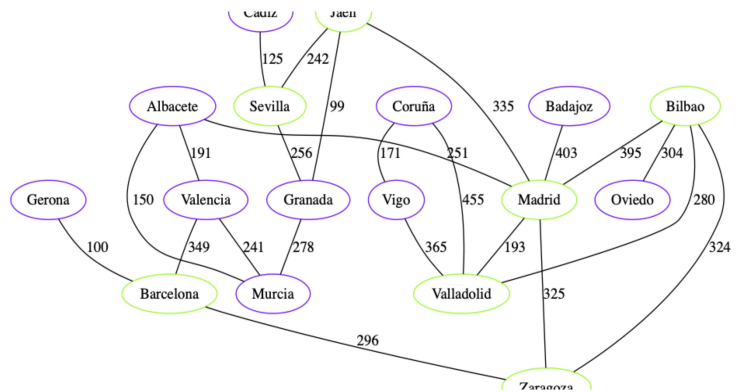 Cádiz Jaén
125 242
Albacete Sevilla 99 Coruña 335 Badajoz Bilbao
191 256 171 251 403 395 304
Gerona 150 Valencia Granada Vigo 455 Madrid Oviedo 280
100 349 241 278 365 193 324
Barcelona Murcia Valladolid 325
296
Zaragoza